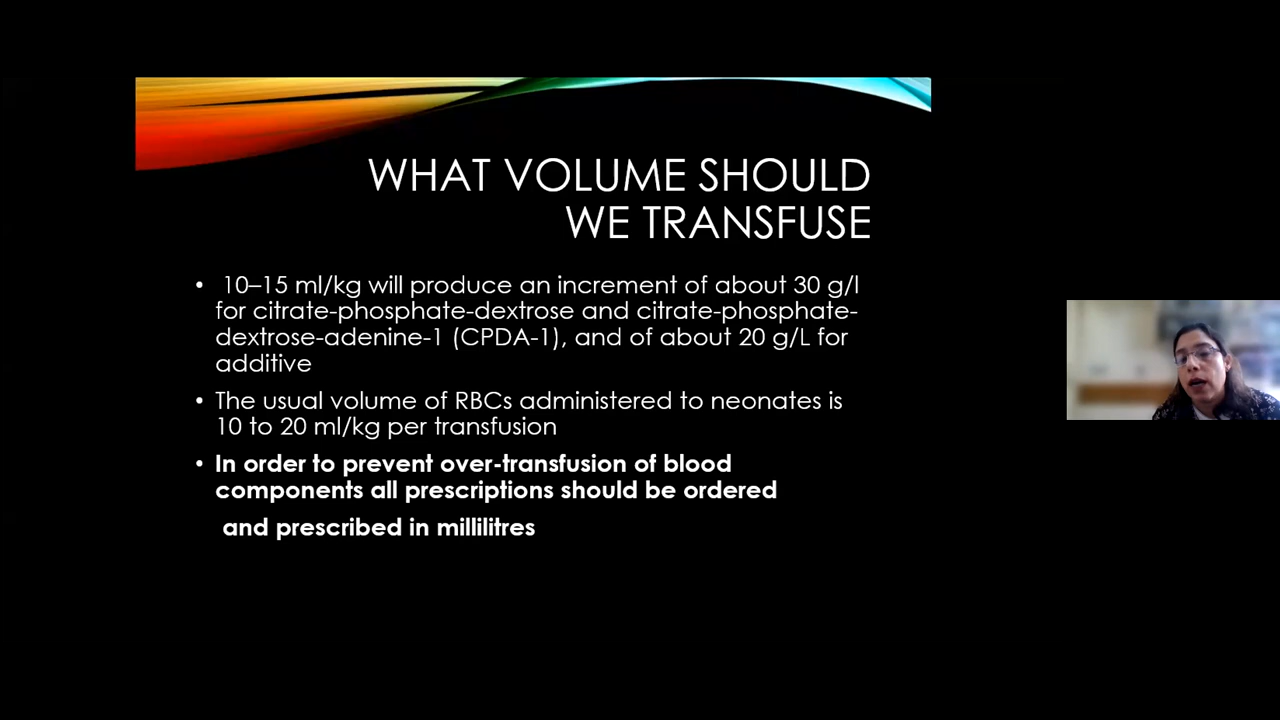 WHAT VOLUME SHOULD
WE TRANSFUSE
• 10–15 ml/kg will produce an increment of about 30 g/l
for citrate-phosphate-dextrose and citrate-phosphate-
dextrose-adenine-1 (CPDA-1), and of about 20 g/L for
additive
• The usual volume of RBCs administered to neonates is
10 to 20 ml/kg per transfusion
• In order to prevent over-transfusion of blood
components all prescriptions should be ordered
and prescribed in millilitres